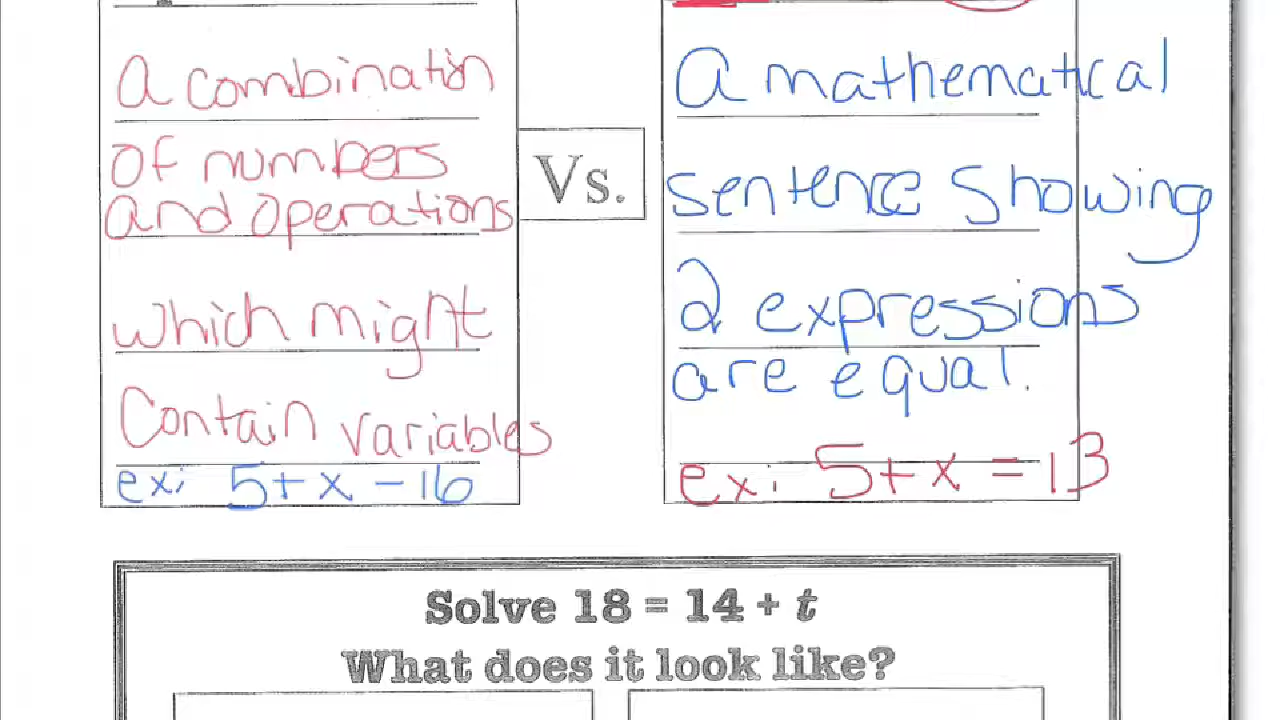 A combination
of numbers
and operations
which might
Contain variables
ex: 5+x-16
Vs.
A mathematical
sentence showing
2 expressions
are equal.
ex: 5+x=13
Solve 18 = 14 + t
What does it look like?